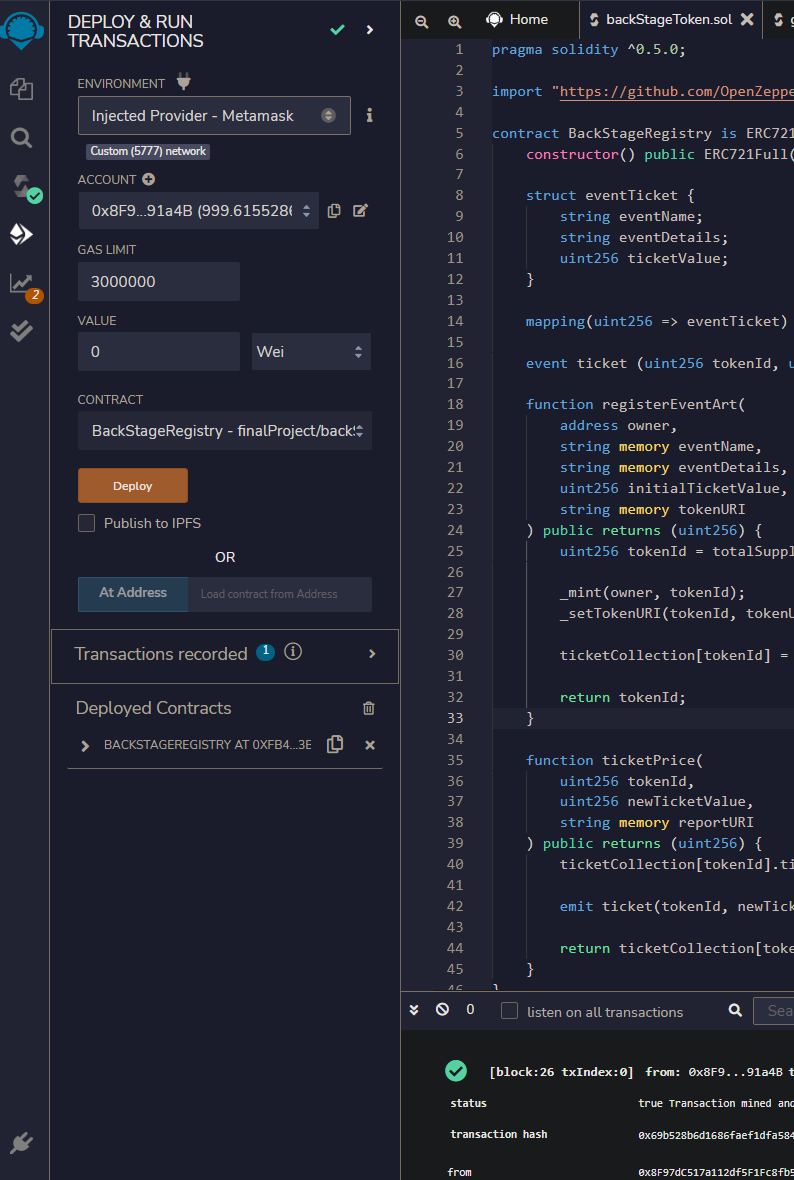 DEPLOY & RUN
TRANSACTIONS
ENVIRONMENT
Injected Provider - Metamask
Custom (5777) network
ACCOUNT
0x8F9...91a4B (999.6155286
GAS LIMIT
3000000
VALUE
0
Wei
CONTRACT
BackStageRegistry - finalProject/backS
Deploy
Publish to IPFS
OR
At Address
Load contract from Address
Transactions recorded 1
Deployed Contracts
BACKSTAGEREGISTRY AT 0XFB4...3E
2
Home
backStageToken.sol
1 pragma solidity ^0.5.0;
2
3 import "https://github.com/OpenZeppe
4
5 contract BackStageRegistry is ERC721
6 constructor() public ERC721Full(
7
8 struct eventTicket {
9 string eventName;
10 string eventDetails;
11 uint256 ticketValue;
12 }
13
14 mapping(uint256 => eventTicket)
15
16 event ticket (uint256 tokenId, u
17
18 function registerEventArt(
19 address owner,
20 string memory eventName,
21 string memory eventDetails,
22 uint256 initialTicketValue,
23 string memory tokenURI
24 ) public returns (uint256) {
25 uint256 tokenId = totalSuppl
26
27 _mint(owner, tokenId);
28 _setTokenURI(tokenId, tokenU
29
30 ticketCollection[tokenId] =
31
32 return tokenId;
33 }
34
35 function ticketPrice(
36 uint256 tokenId,
37 uint256 newTicketValue,
38 string memory reportURI
39 ) public returns (uint256) {
40 ticketCollection[tokenId].ti
41
42 emit ticket(tokenId, newTick
43
44 return ticketCollection[toke
45 }
46 }
0
listen on all transactions
Sea
[block:26 txIndex:0] from: 0x8F9...91a4B t
status true Transaction mined and
transaction hash 0x69b528b6d1686faef1dfa584
from 0x8F97dC517a112df5F1Fc8fb5